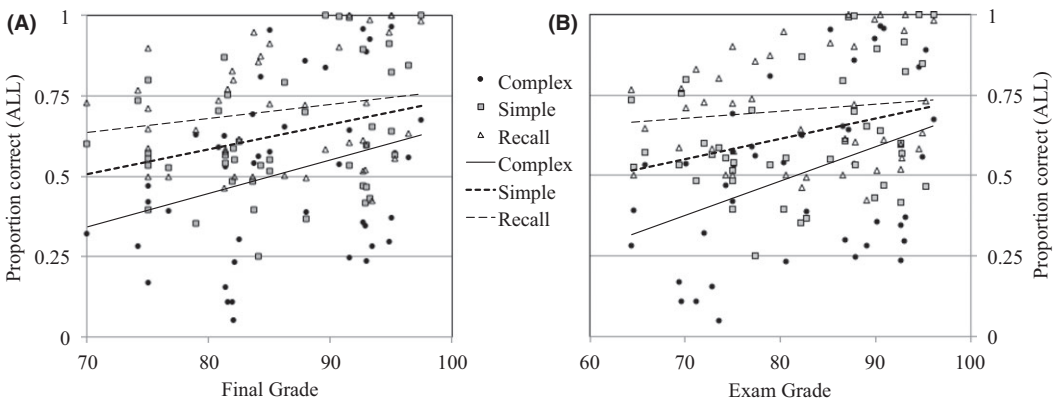 (A)
Proportion correct (ALL)
1
0.75
0.5
0.25
0
70
80
90
100
Final Grade
Complex
Simple
Recall
Complex
Simple
Recall
(B)
1
0.75
0.5
0.25
0
Proportion correct (ALL)
60
70
80
90
100
Exam Grade